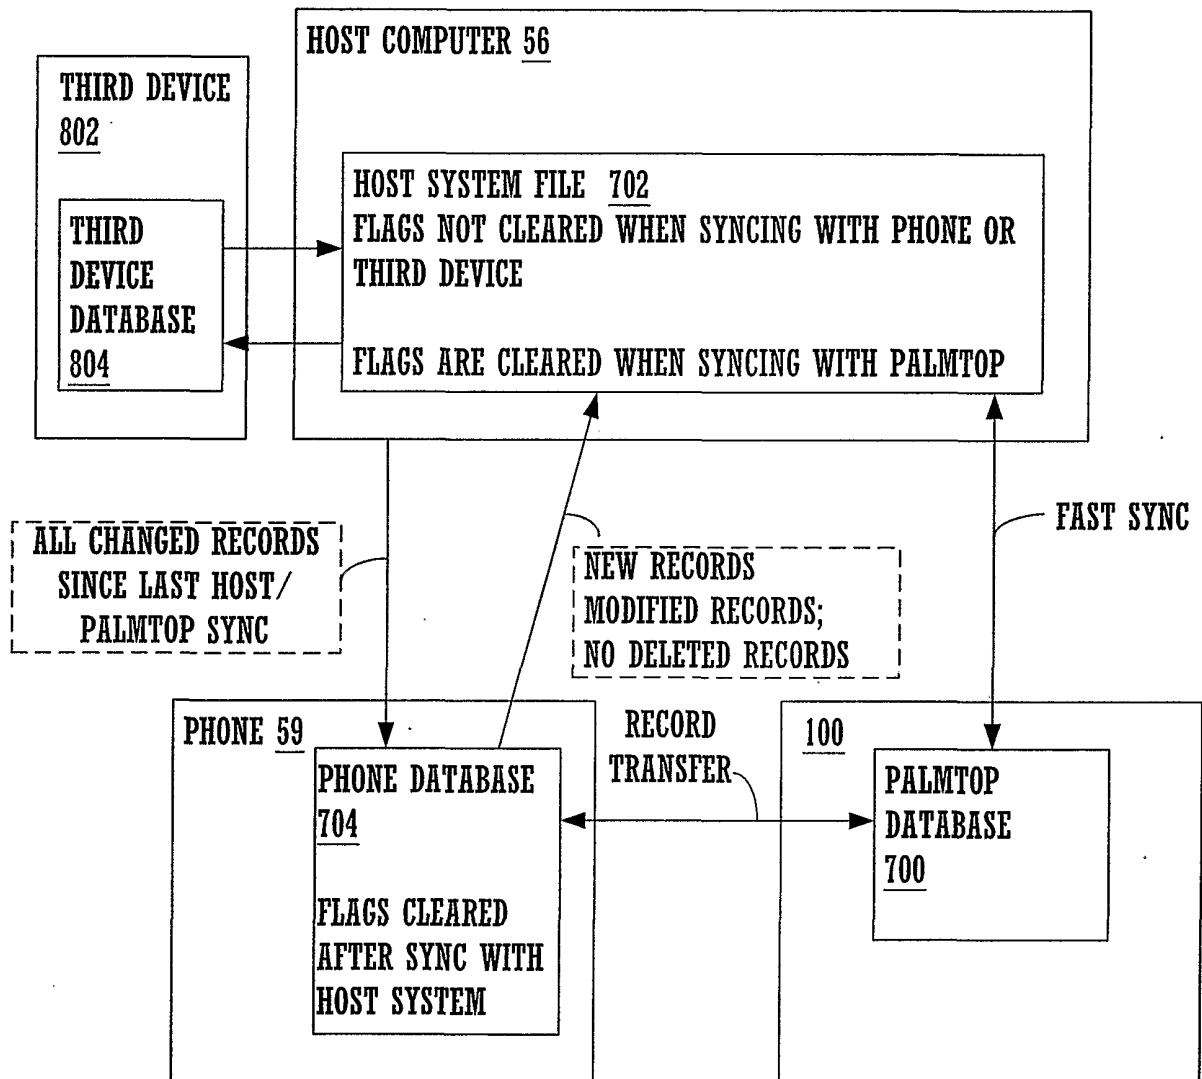 HOST COMPUTER 56
THIRD DEVICE
802
HOST SYSTEM FILE 702
FLAGS NOT CLEARED WHEN SYNCING WITH PHONE OR
THIRD DEVICE
FLAGS ARE CLEARED WHEN SYNCING WITH PALMTOP
THIRD
DEVICE
DATABASE
804
ALL CHANGED RECORDS
SINCE LAST HOST/
PALMTOP SYNC
NEW RECORDS
MODIFIED RECORDS;
NO DELETED RECORDS
FAST SYNC
PHONE 59
PHONE DATABASE
704
FLAGS CLEARED
AFTER SYNC WITH
HOST SYSTEM
RECORD
TRANSFER
100
PALMTOP
DATABASE
700